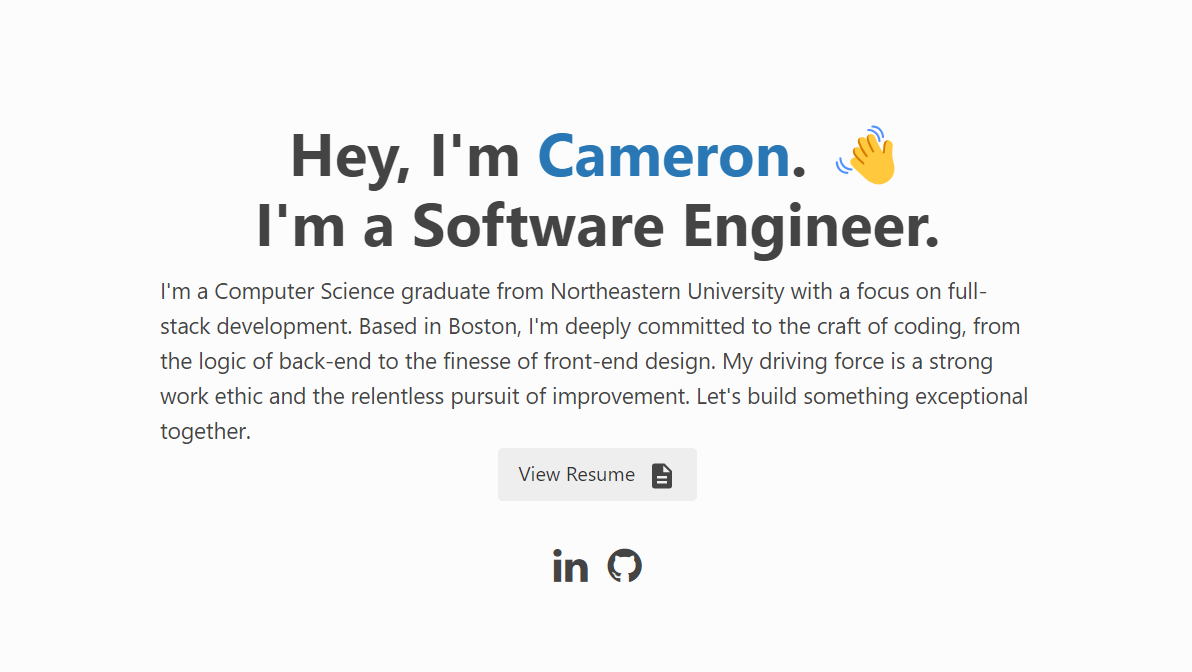 Hey, I'm Cameron. 👋
I'm a Software Engineer.
I'm a Computer Science graduate from Northeastern University with a focus on full-
stack development. Based in Boston, I'm deeply committed to the craft of coding, from
the logic of back-end to the finesse of front-end design. My driving force is a strong
work ethic and the relentless pursuit of improvement. Let's build something exceptional
together.
View Resume
in